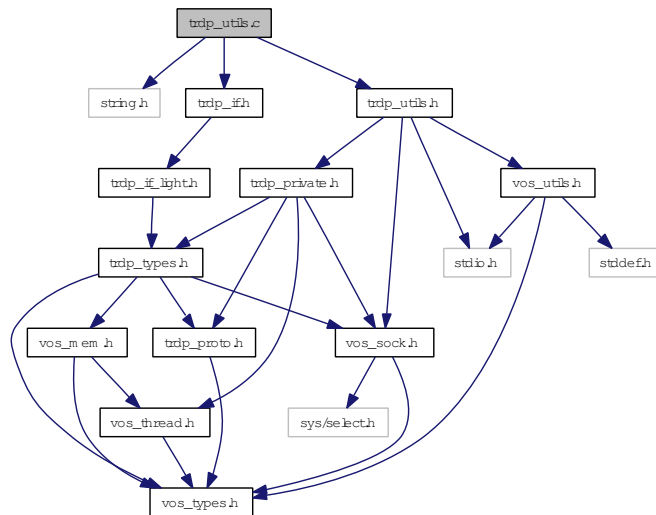 trdp_utils.c
string.h
trdp_if.h
trdp_utils.h
trdp_if_light.h
trdp_private.h
vos_utils.h
trdp_types.h
stdio.h
stddef.h
vos_mem.h
trdp_proto.h
vos_sock.h
vos_thread.h
sys/select.h
vos_types.h